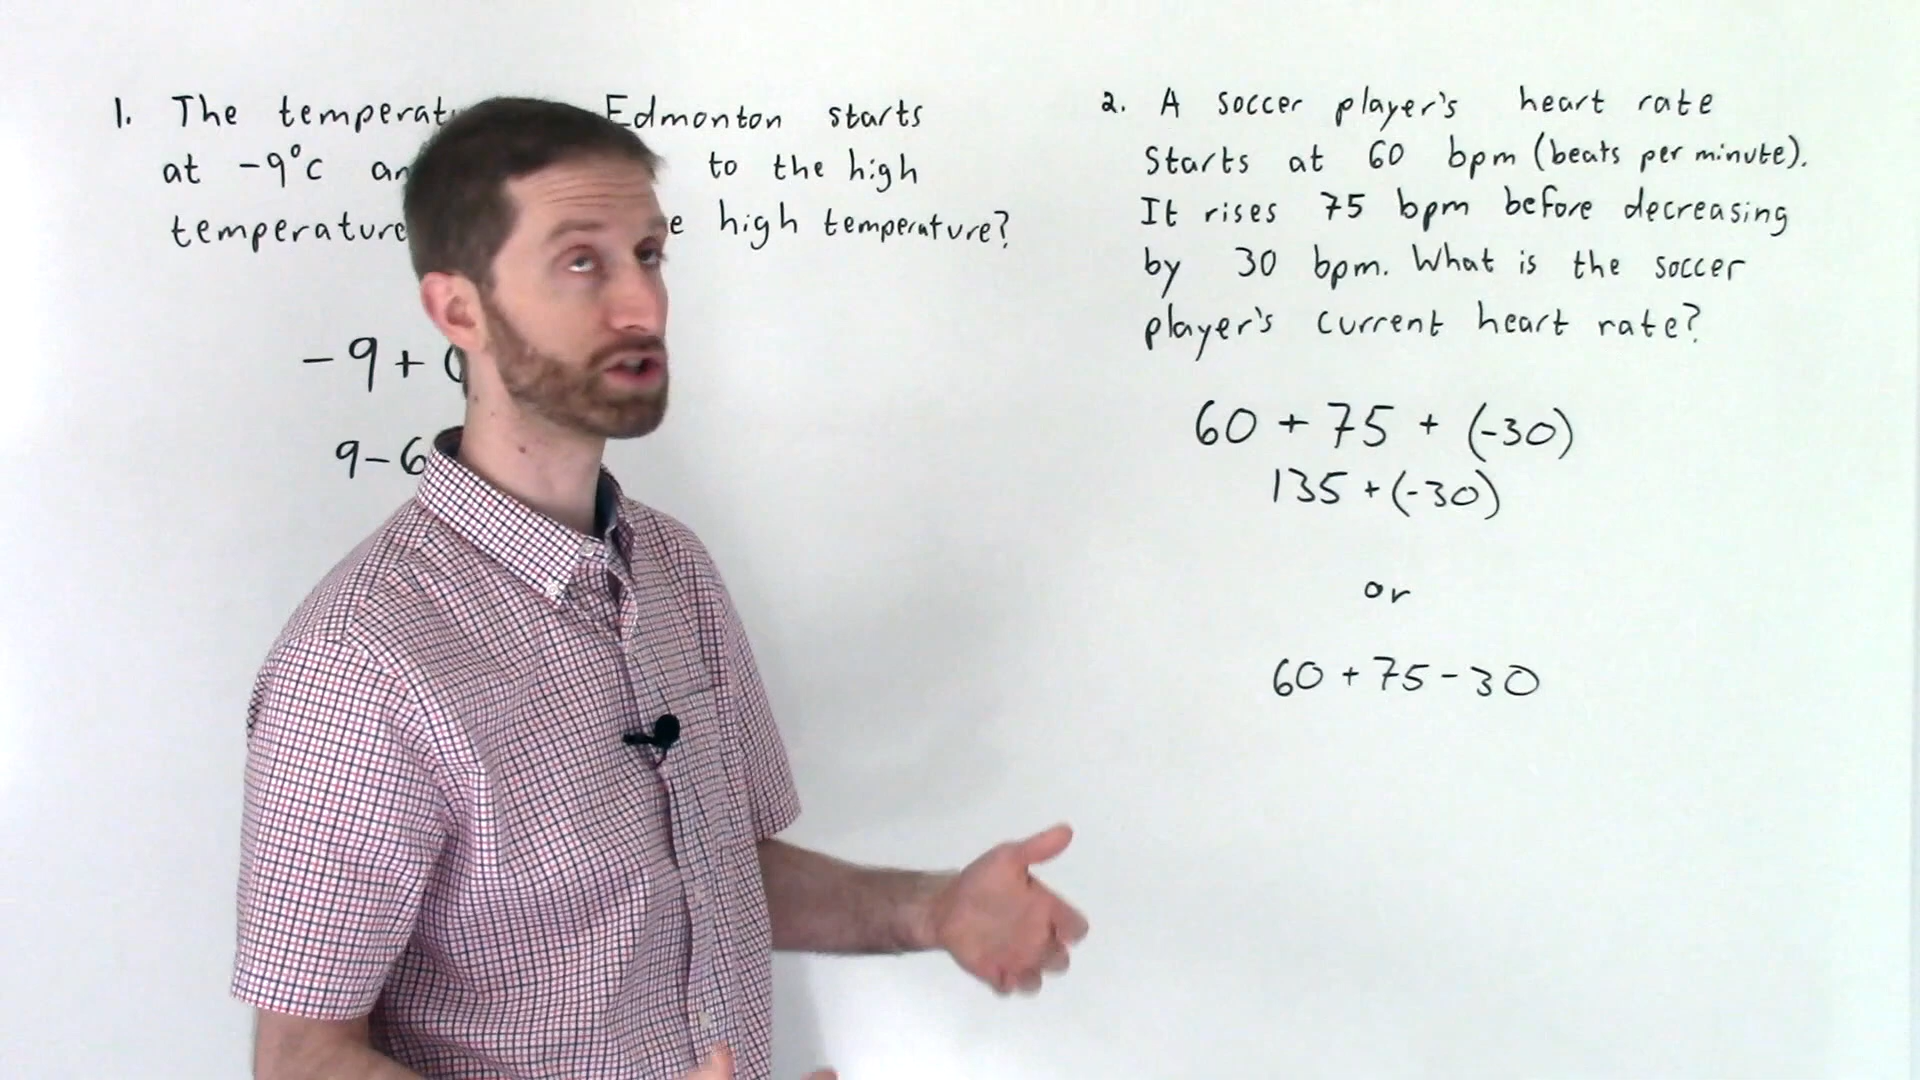 1. The temperat Edmonton starts
at -9°C an to the high
temperature e high temperature?
-9+(
9-6
2. A soccer player's heart rate
Starts at 60 bpm (beats per minute).
It rises 75 bpm before decreasing
by 30 bpm. What is the soccer
player's current heart rate?
60 + 75 + (-30)
135 + (-30)
or
60 + 75 - 30